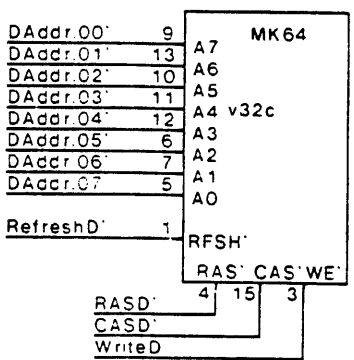 MK64
DAddr.00' 9 A7
DAddr.01' 13 A6
DAddr.02' 10 A5
DAddr.03' 11 A4 v32c
DAddr.04' 12 A3
DAddr.05' 6 A2
DAddr.06' 7 A1
DAddr.07 5 A0
RefreshD' 1 RFSH'
RAS' CAS' WE'
4 15 3
RASD'
CASD'
WriteD